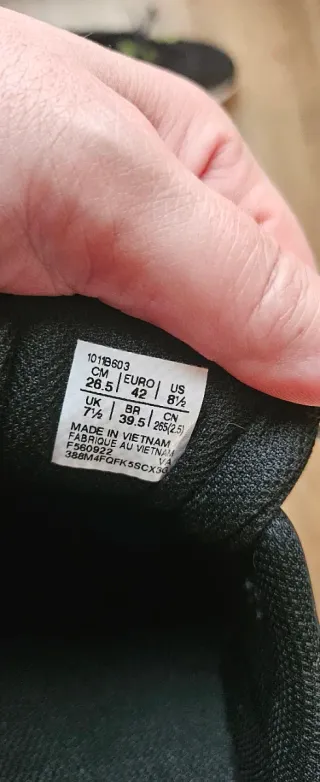 1011B603
CM EURO US
26.5 42 8½
UK BR CN
7½ 39.5 265(2.5)
MADE IN VIETNAM
FABRIQUE AU VIETNAM
F560922 VA